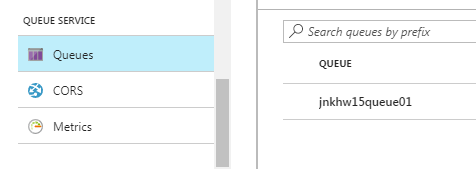 QUEUE SERVICE
Queues
CORS
Metrics
Search queues by prefix
QUEUE
jnkhw15queue01